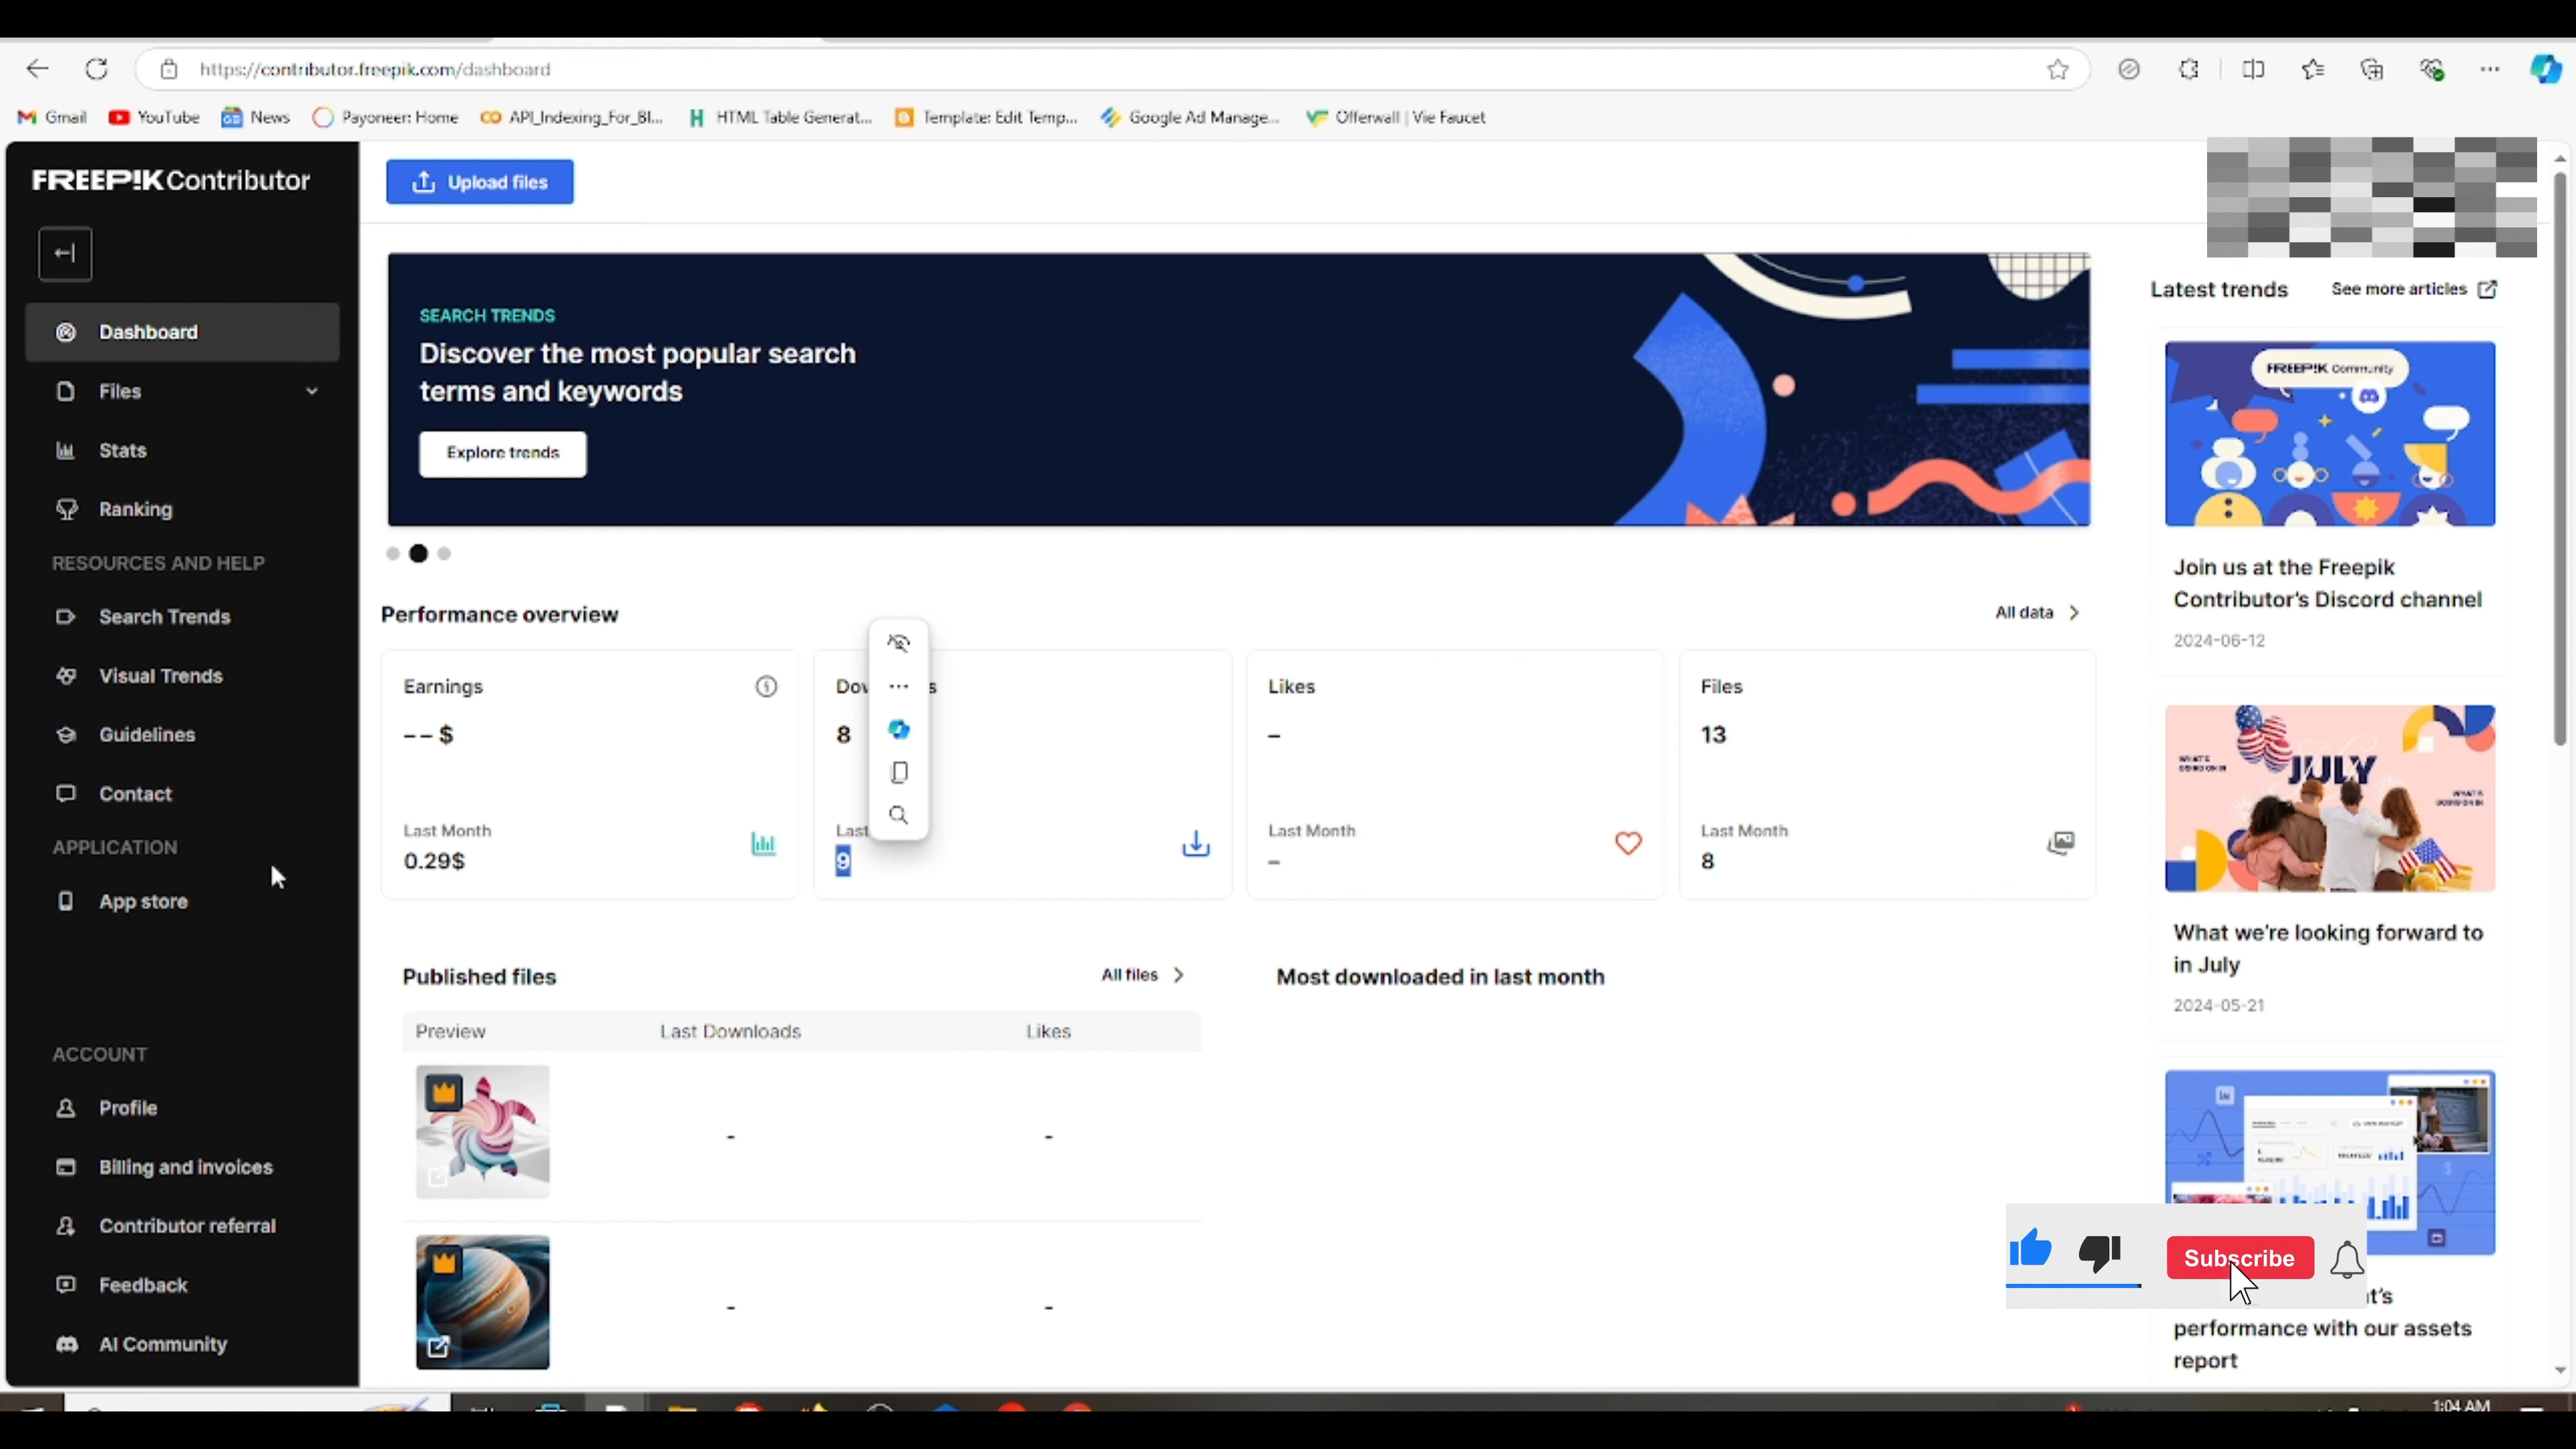 https://contributor.freepik.com/dashboard
Gmail
YouTube
News
Payoneer: Home
API_Indexing_For_Bl...
HTML Table Generat...
Template: Edit Temp...
Google Ad Manage...
Offerwall | Vie Faucet
FREEP!K Contributor
Upload files
Dashboard
Files
Stats
Ranking
RESOURCES AND HELP
Search Trends
Visual Trends
Guidelines
Contact
APPLICATION
App store
ACCOUNT
Profile
Billing and invoices
Contributor referral
Feedback
AI Community
SEARCH TRENDS
Discover the most popular search
terms and keywords
Explore trends
Performance overview
All data
Earnings
-- $
Last Month
0.29$
Dow
s
8
Last
9
Likes
-
Last Month
-
Files
13
Last Month
8
Published files
All files
Preview
Last Downloads
Likes
-
-
-
-
Most downloaded in last month
Latest trends
See more articles
FREEP!K Community
Join us at the Freepik
Contributor's Discord channel
2024-06-12
WHAT'S
JULY
WHAT'S
What we're looking forward to
in July
2024-05-21
Subscribe
t's
performance with our assets
report
1:04 AM